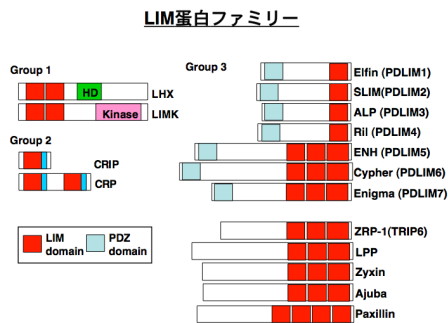 LIM蛋白ファミリー
Group 1
HD
LHX
Kinase
LIMK
Group 2
CRIP
CRP
LIM domain
PDZ domain
Group 3
Elfin (PDLIM1)
SLIM(PDLIM2)
ALP (PDLIM3)
Ril (PDLIM4)
ENH (PDLIM5)
Cypher (PDLIM6)
Enigma (PDLIM7)
ZRP-1(TRIP6)
LPP
Zyxin
Ajuba
Paxillin